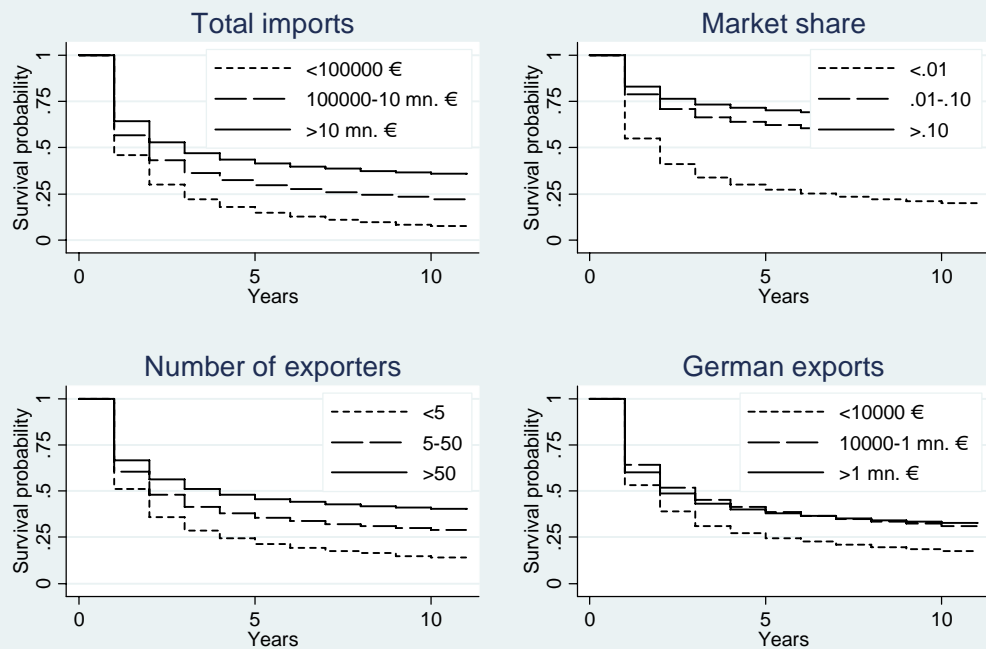 Total imports
Survival probability
1
.75
.5
.25
0
<100000 €
100000-10 mn. €
>10 mn. €
0 5 10
Years
Market share
Survival probability
1
.75
.5
.25
0
<.01
.01-.10
>.10
0 5 10
Years
Number of exporters
Survival probability
1
.75
.5
.25
0
<5
5-50
>50
0 5 10
Years
German exports
Survival probability
1
.75
.5
.25
0
<10000 €
10000-1 mn. €
>1 mn. €
0 5 10
Years